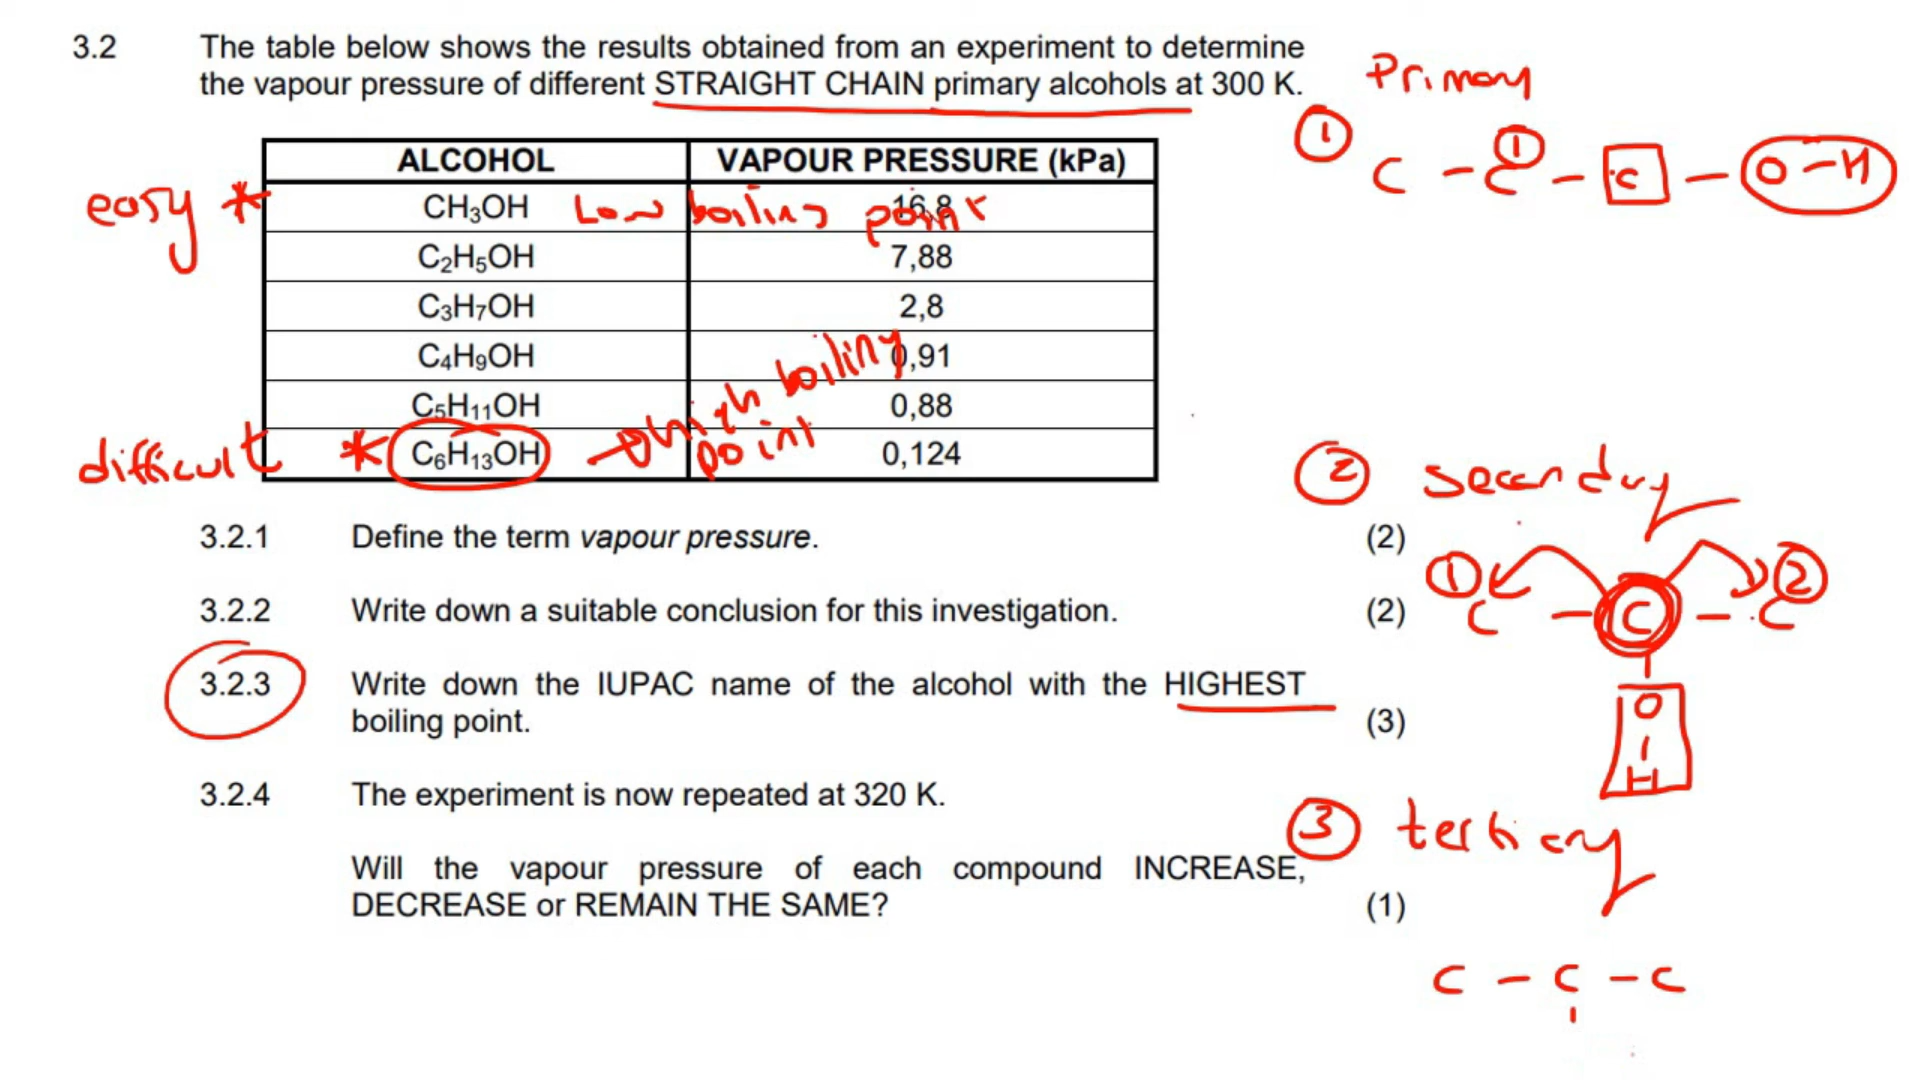 3.2 The table below shows the results obtained from an experiment to determine
the vapour pressure of different STRAIGHT CHAIN primary alcohols at 300 K.
Primary
① C - C ① - C - O - H
ALCOHOL VAPOUR PRESSURE (kPa)
easy * CH₃OH Low boiling point 16,8
C₂H₅OH 7,88
C₃H₇OH 2,8
C₄H₉OH 0,91
C₅H₁₁OH 0,88
difficult * C₆H₁₃OH → high boiling point 0,124
② secondary
① C - C - C ②
O
H
3.2.1 Define the term vapour pressure. (2)
3.2.2 Write down a suitable conclusion for this investigation. (2)
3.2.3 Write down the IUPAC name of the alcohol with the HIGHEST
boiling point. (3)
3.2.4 The experiment is now repeated at 320 K.
Will the vapour pressure of each compound INCREASE,
DECREASE or REMAIN THE SAME? (1)
③ tertiary
C - C - C